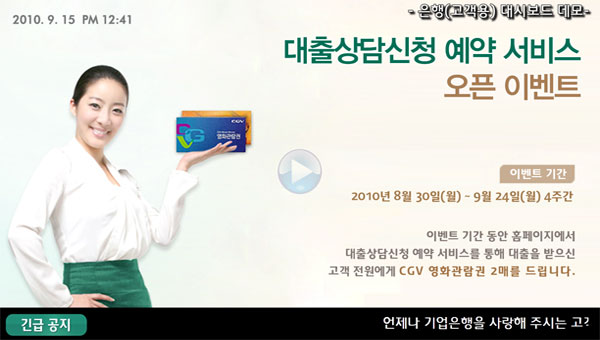 2010. 9. 15 PM 12:41
- 은행(고객용) 대시보드 데모-
대출상담신청 예약 서비스
오픈 이벤트
CGV
영화관람권
이벤트 기간
2010년 8월 30일(월) - 9월 24일(월) 4주간
이벤트 기간 동안 홈페이지에서
대출상담신청 예약 서비스를 통해 대출을 받으신
고객 전원에게 CGV 영화관람권 2매를 드립니다.
긴급 공지
언제나 기업은행을 사랑해 주시는 고